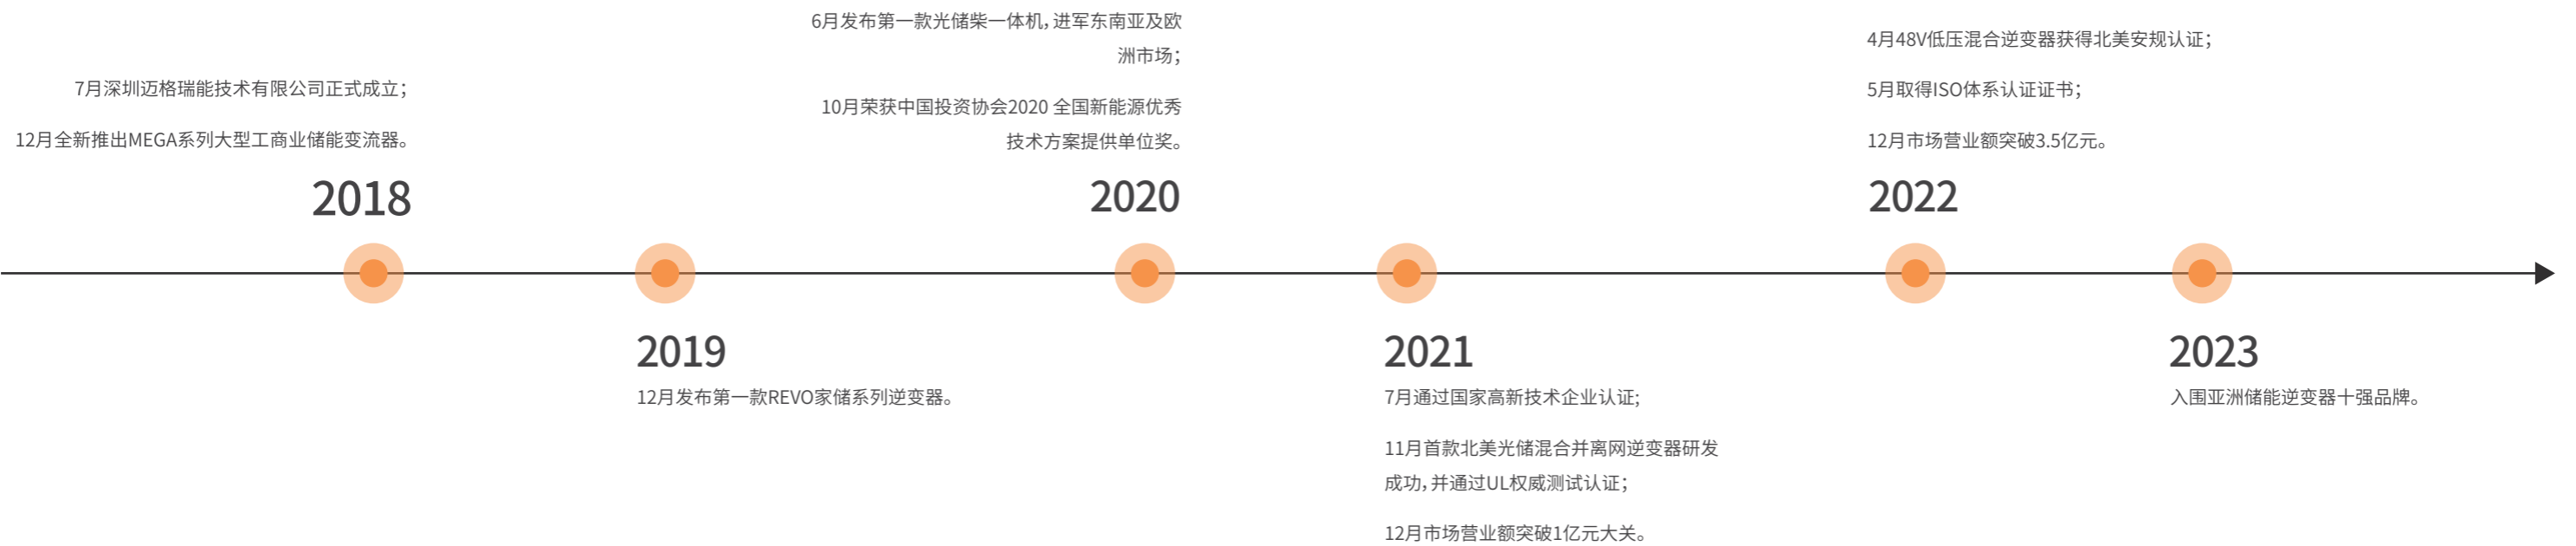 7月深圳迈格瑞能技术有限公司正式成立；
12月全新推出MEGA系列大型工商业储能变流器。
2018
2019
12月发布第一款REVO家储系列逆变器。
6月发布第一款光储柴一体机，进军东南亚及欧
洲市场；
10月荣获中国投资协会2020 全国新能源优秀
技术方案提供单位奖。
2020
2021
7月通过国家高新技术企业认证;
11月首款北美光储混合并离网逆变器研发
成功，并通过UL权威测试认证；
12月市场营业额突破1亿元大关。
4月48V低压混合逆变器获得北美安规认证；
5月取得ISO体系认证证书；
12月市场营业额突破3.5亿元。
2022
2023
入围亚洲储能逆变器十强品牌。